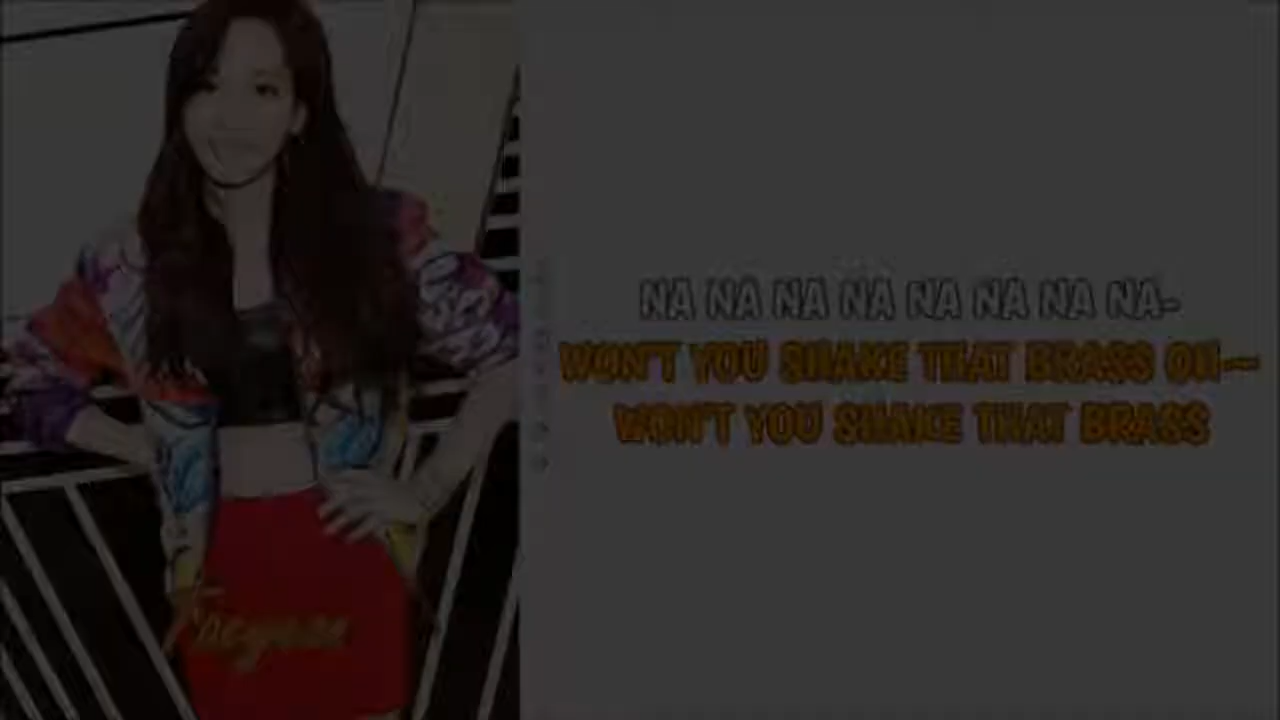 NA NA NA NA NA NA NA NA-
WON'T YOU SHAKE THAT BRASS OH--
WON'T YOU SHAKE THAT BRASS
Taeyeon